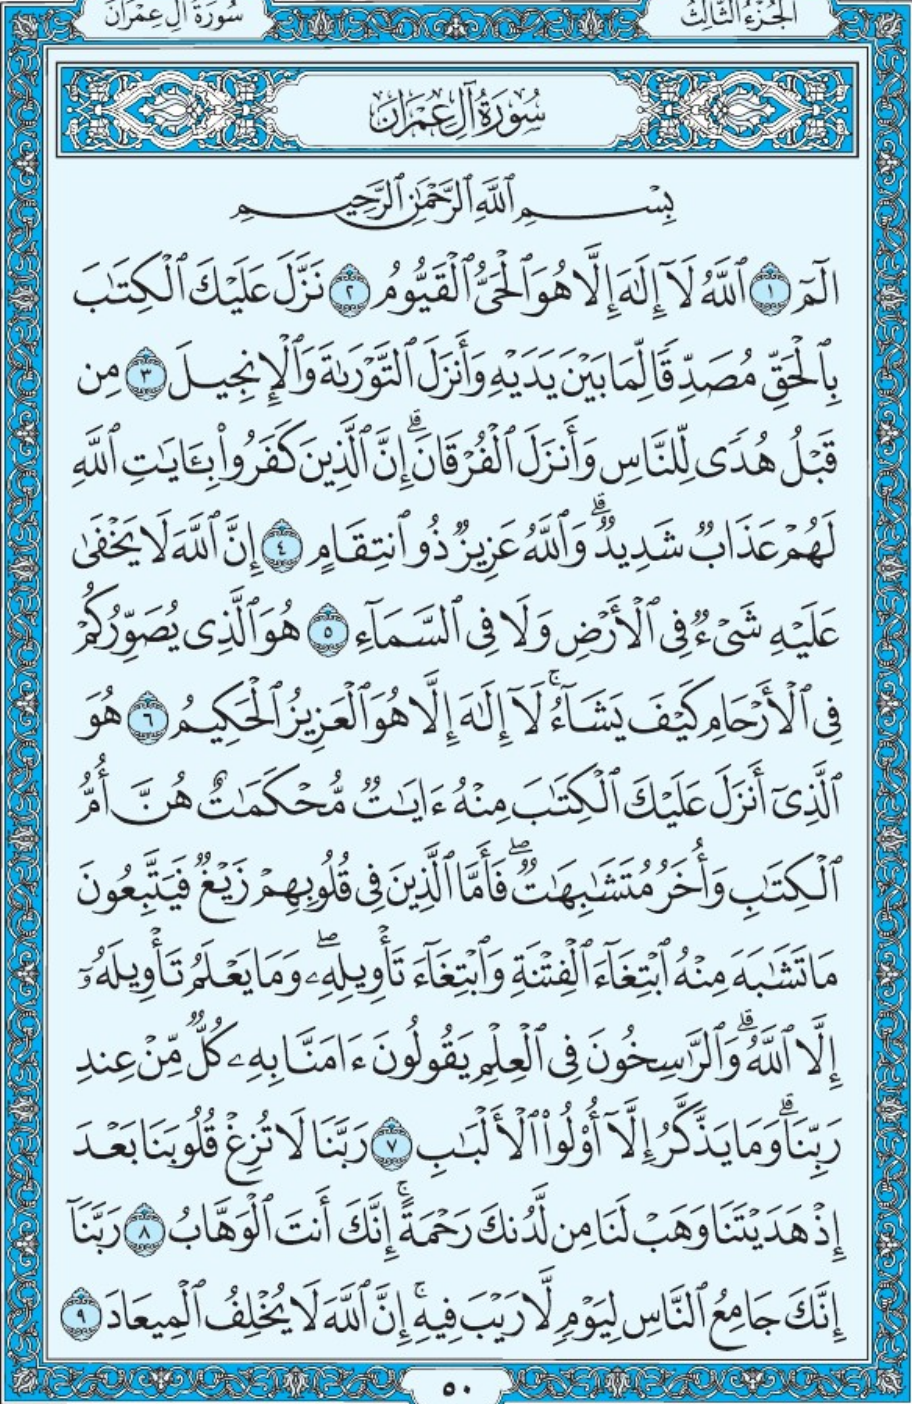 الجُزْءُ الثَّالِثُ
سُورَةُ آلِ عِمْرَانَ
سُورَةُ آلِ عِمْرَانَ
بِسْمِ ٱللَّهِ ٱلرَّحْمَٰنِ ٱلرَّحِيمِ
الٓمٓ ١ ٱللَّهُ لَآ إِلَٰهَ إِلَّا هُوَ ٱلْحَىُّ ٱلْقَيُّومُ ٢ نَزَّلَ عَلَيْكَ ٱلْكِتَٰبَ
بِٱلْحَقِّ مُصَدِّقًا لِّمَا بَيْنَ يَدَيْهِ وَأَنزَلَ ٱلتَّوْرَىٰةَ وَٱلْإِنجِيلَ ٣ مِن
قَبْلُ هُدًى لِّلنَّاسِ وَأَنزَلَ ٱلْفُرْقَانَۗ إِنَّ ٱلَّذِينَ كَفَرُوا۟ بِـَٔايَٰتِ ٱللَّهِ
لَهُمْ عَذَابٌ شَدِيدٌۗ وَٱللَّهُ عَزِيزٌ ذُو ٱنتِقَامٍ ٤ إِنَّ ٱللَّهَ لَا يَخْفَىٰ
عَلَيْهِ شَىْءٌ فِى ٱلْأَرْضِ وَلَا فِى ٱلسَّمَآءِ ٥ هُوَ ٱلَّذِى يُصَوِّرُكُمْ
فِى ٱلْأَرْحَامِ كَيْفَ يَشَآءُۚ لَآ إِلَٰهَ إِلَّا هُوَ ٱلْعَزِيزُ ٱلْحَكِيمُ ٦ هُوَ
ٱلَّذِىٓ أَنزَلَ عَلَيْكَ ٱلْكِتَٰبَ مِنْهُ ءَايَٰتٌ مُّحْكَمَٰتٌ هُنَّ أُمُّ
ٱلْكِتَٰبِ وَأُخَرُ مُتَشَٰبِهَٰتٌۖ فَأَمَّا ٱلَّذِينَ فِى قُلُوبِهِمْ زَيْغٌ فَيَتَّبِعُونَ
مَا تَشَٰبَهَ مِنْهُ ٱبْتِغَآءَ ٱلْفِتْنَةِ وَٱبْتِغَآءَ تَأْوِيلِهِۦۖ وَمَا يَعْلَمُ تَأْوِيلَهُۥٓ
إِلَّا ٱللَّهُۗ وَٱلرَّٰسِخُونَ فِى ٱلْعِلْمِ يَقُولُونَ ءَامَنَّا بِهِۦ كُلٌّ مِّنْ عِندِ
رَبِّنَاۗ وَمَا يَذَّكَّرُ إِلَّآ أُو۟لُوا۟ ٱلْأَلْبَٰبِ ٧ رَبَّنَا لَا تُزِغْ قُلُوبَنَا بَعْدَ
إِذْ هَدَيْتَنَا وَهَبْ لَنَا مِن لَّدُنكَ رَحْمَةًۚ إِنَّكَ أَنتَ ٱلْوَهَّابُ ٨ رَبَّنَآ
إِنَّكَ جَامِعُ ٱلنَّاسِ لِيَوْمٍ لَّا رَيْبَ فِيهِۚ إِنَّ ٱللَّهَ لَا يُخْلِفُ ٱلْمِيعَادَ ٩
٥٠